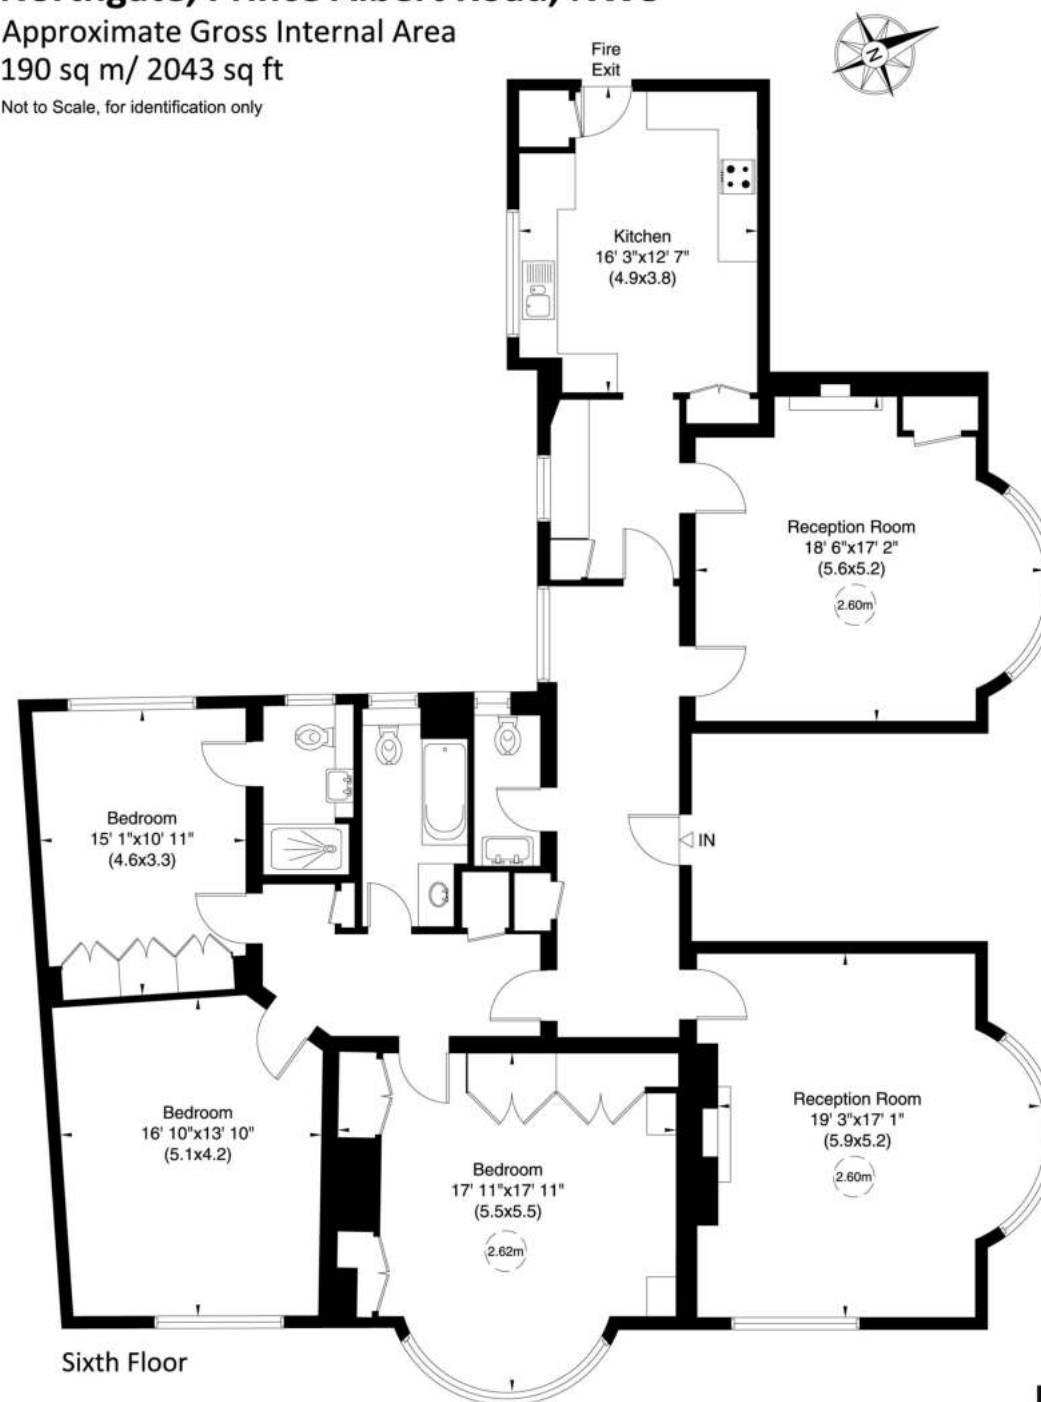 Approximate Gross Internal Area
190 sq m/ 2043 sq ft
Not to Scale, for identification only
N
Fire
Exit
Kitchen
16' 3"x12' 7"
(4.9x3.8)
Reception Room
18' 6"x17' 2"
(5.6x5.2)
2.60m
IN
Bedroom
15' 1"x10' 11"
(4.6x3.3)
Bedroom
16' 10"x13' 10"
(5.1x4.2)
Bedroom
17' 11"x17' 11"
(5.5x5.5)
2.62m
Reception Room
19' 3"x17' 1"
(5.9x5.2)
2.60m
Sixth Floor